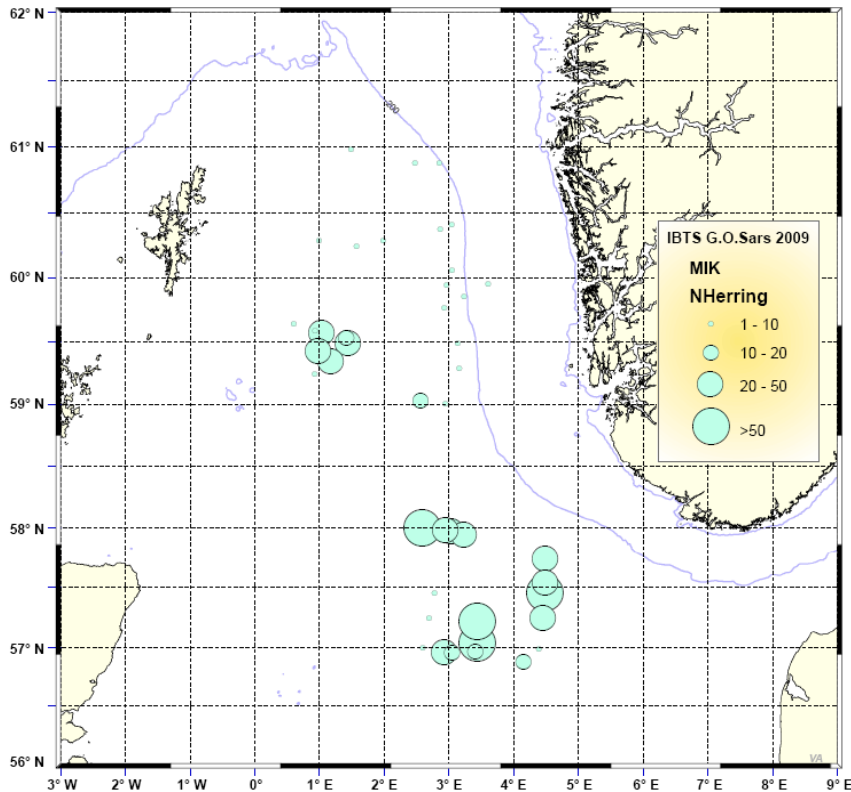 62° N
61° N
60° N
59° N
58° N
57° N
56° N
IBTS G.O.Sars 2009
MIK
NHerring
1 - 10
10 - 20
20 - 50
>50
VA
3° W 2° W 1° W 0° 1° E 2° E 3° E 4° E 5° E 6° E 7° E 8° E 9° E